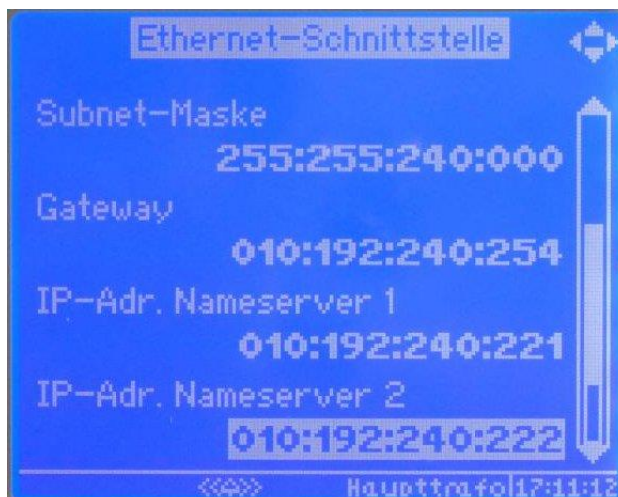 Ethernet-Schnittstelle
Subnet-Maske
255:255:240:000
Gateway
010:192:240:254
IP-Adr. Nameserver 1
010:192:240:221
IP-Adr. Nameserver 2
010:192:240:222
Haupttrafo 17:11:12